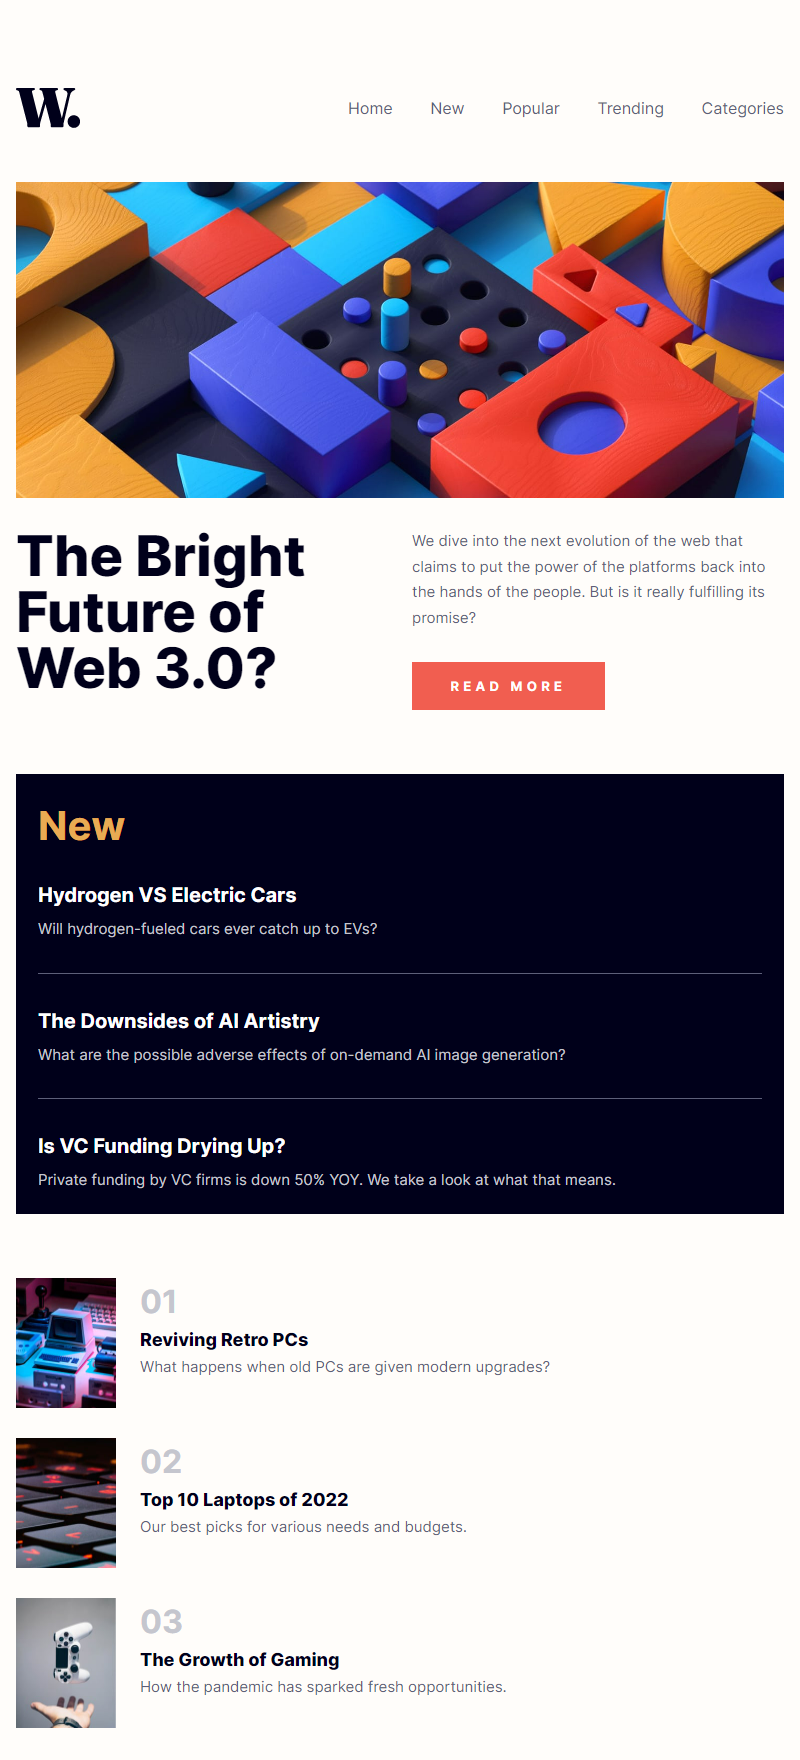 W.
Home New Popular Trending Categories
The Bright
Future of
Web 3.0?
We dive into the next evolution of the web that
claims to put the power of the platforms back into
the hands of the people. But is it really fulfilling its
promise?
READ MORE
New
Hydrogen VS Electric Cars
Will hydrogen-fueled cars ever catch up to EVs?
The Downsides of AI Artistry
What are the possible adverse effects of on-demand AI image generation?
Is VC Funding Drying Up?
Private funding by VC firms is down 50% YOY. We take a look at what that means.
01
Reviving Retro PCs
What happens when old PCs are given modern upgrades?
02
Top 10 Laptops of 2022
Our best picks for various needs and budgets.
03
The Growth of Gaming
How the pandemic has sparked fresh opportunities.